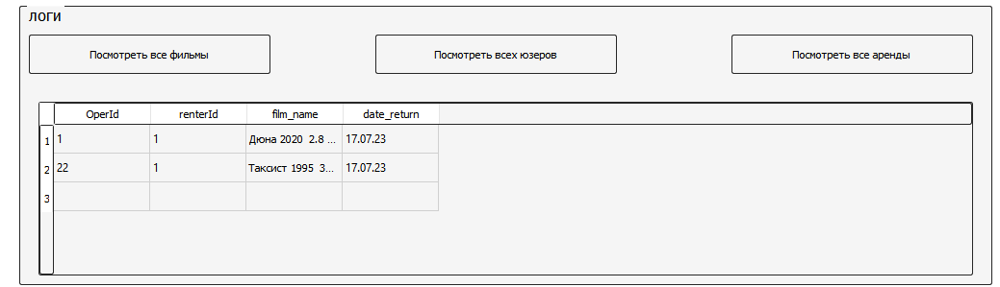 логи
Посмотреть все фильмы Посмотреть всех юзеров Посмотреть все аренды
OperId renterId film_name date_return
1 1 1 Дюна 2020 2.8 ... 17.07.23
2 22 1 Таксист 1995 3... 17.07.23
3